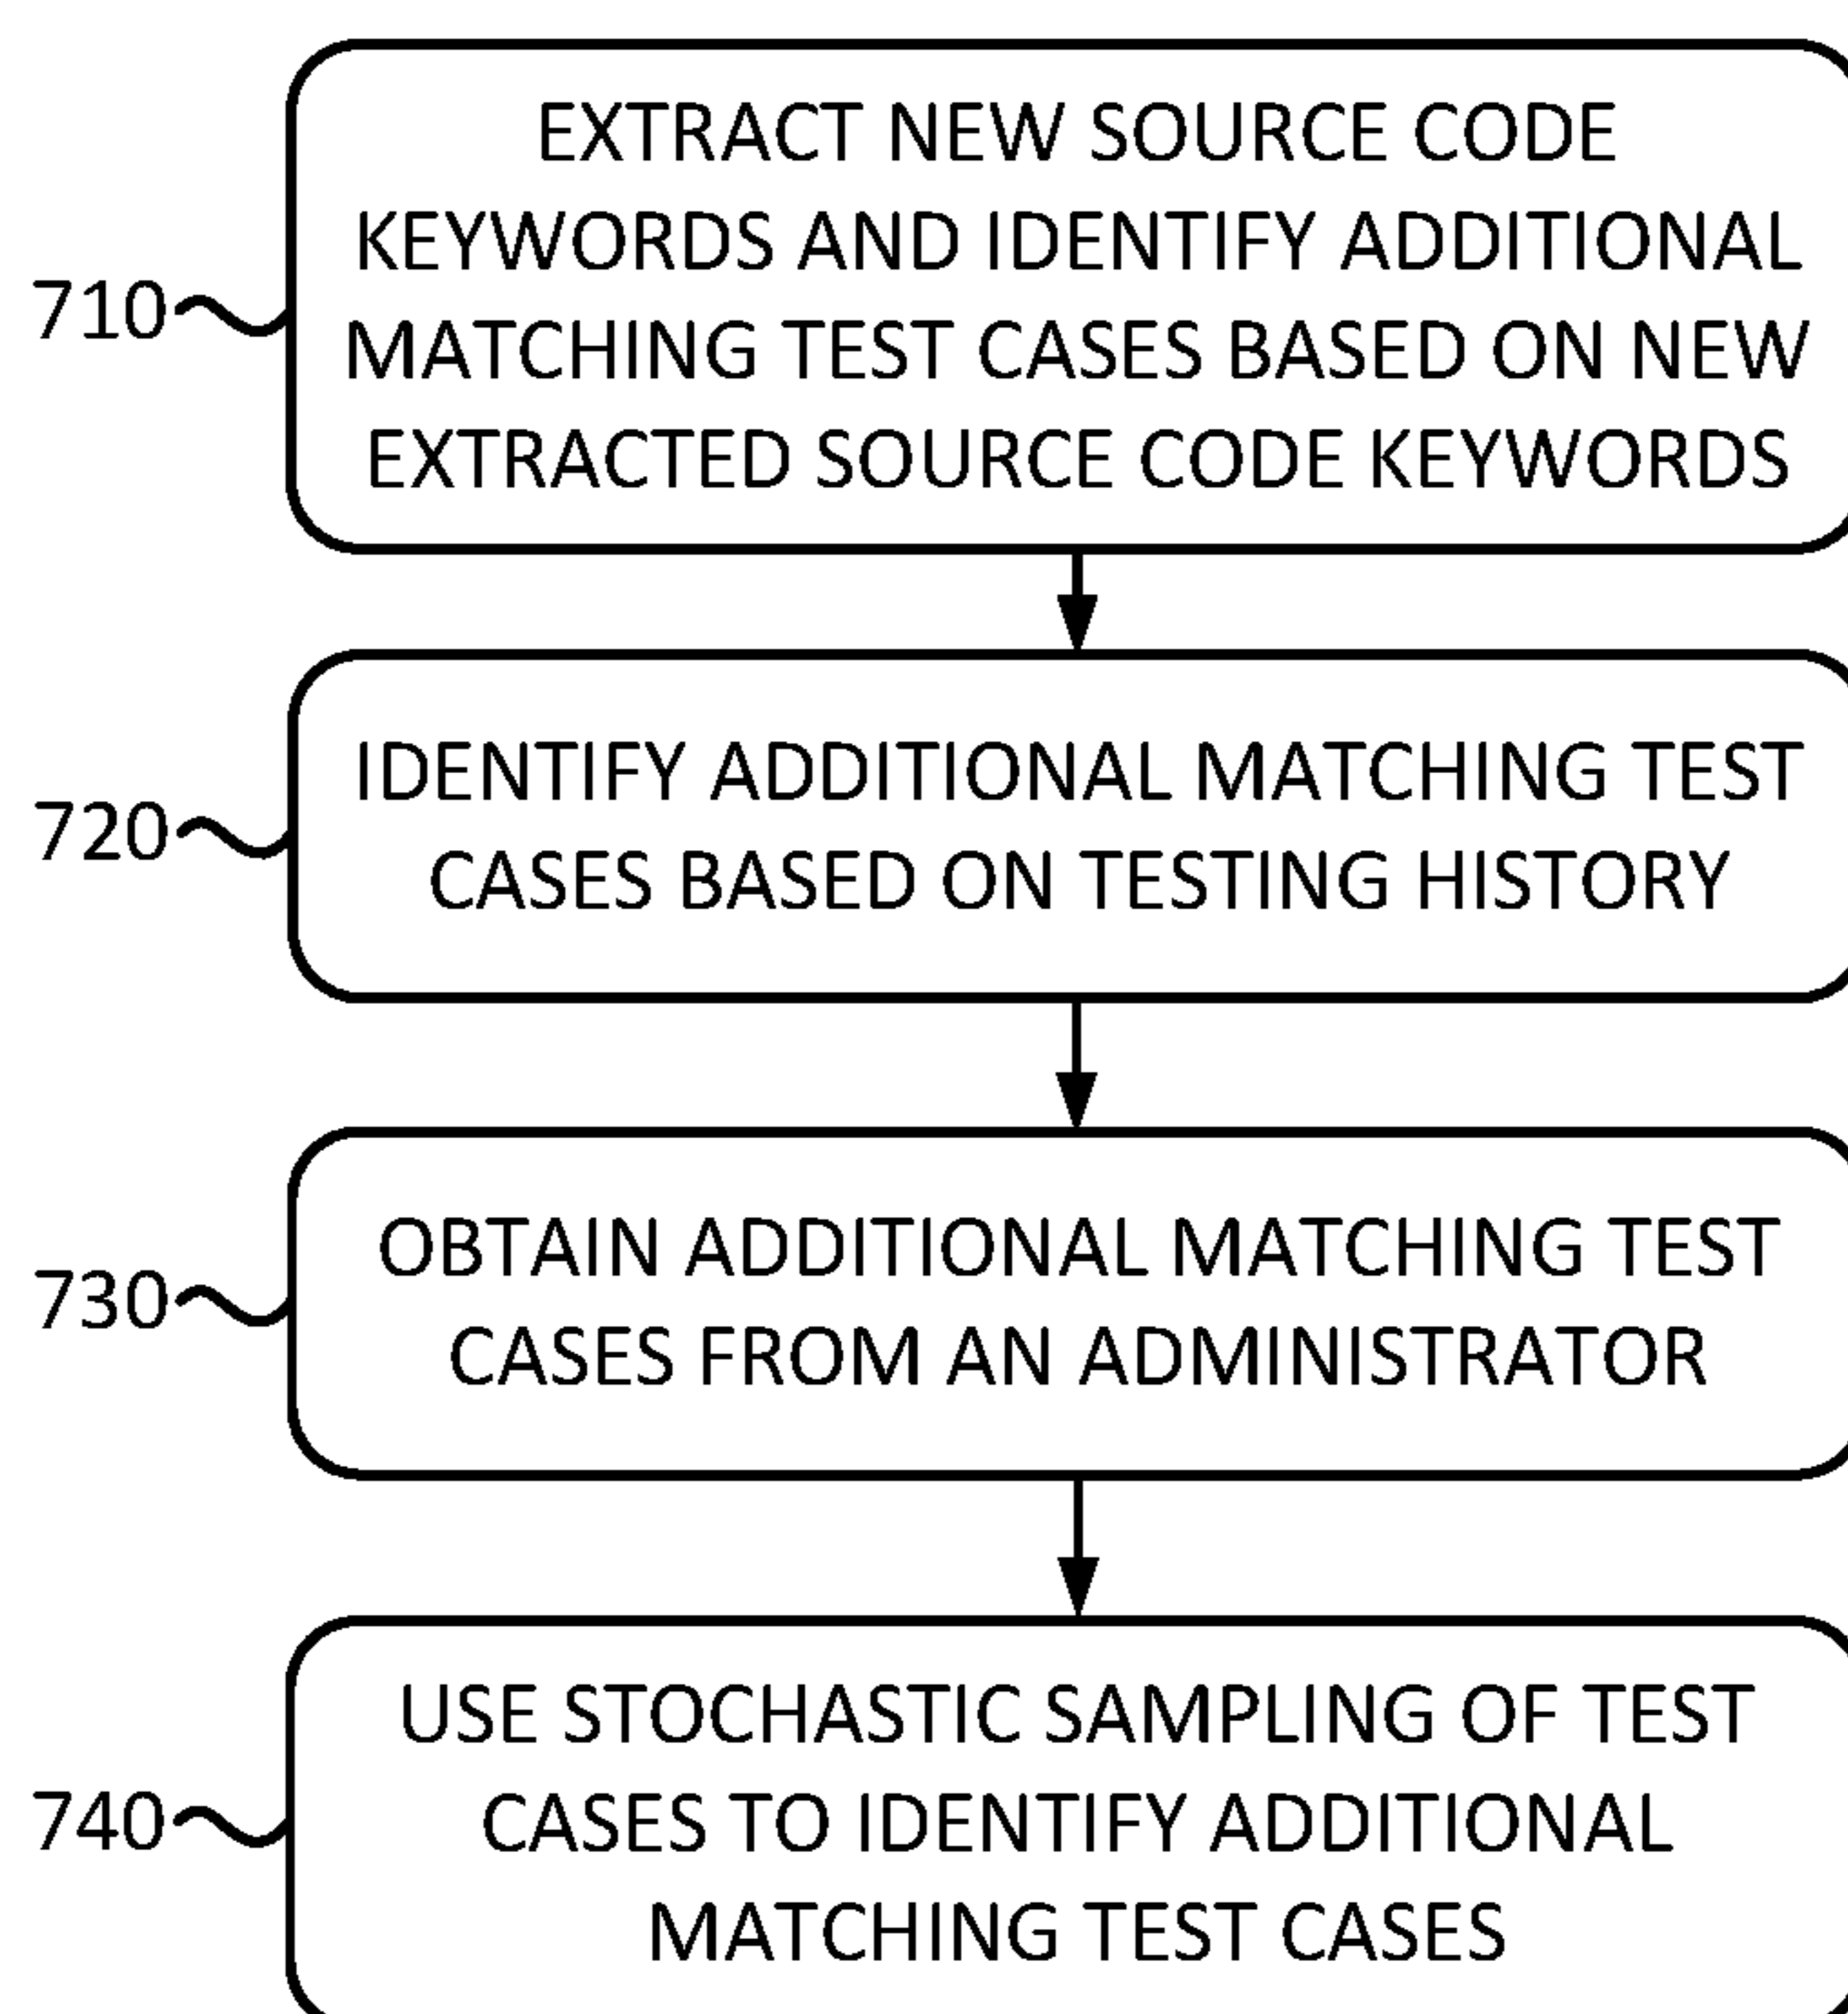 EXTRACT NEW SOURCE CODE
KEYWORDS AND IDENTIFY ADDITIONAL
MATCHING TEST CASES BASED ON NEW
EXTRACTED SOURCE CODE KEYWORDS
710
IDENTIFY ADDITIONAL MATCHING TEST
CASES BASED ON TESTING HISTORY
720
OBTAIN ADDITIONAL MATCHING TEST
CASES FROM AN ADMINISTRATOR
730
USE STOCHASTIC SAMPLING OF TEST
CASES TO IDENTIFY ADDITIONAL
MATCHING TEST CASES
740